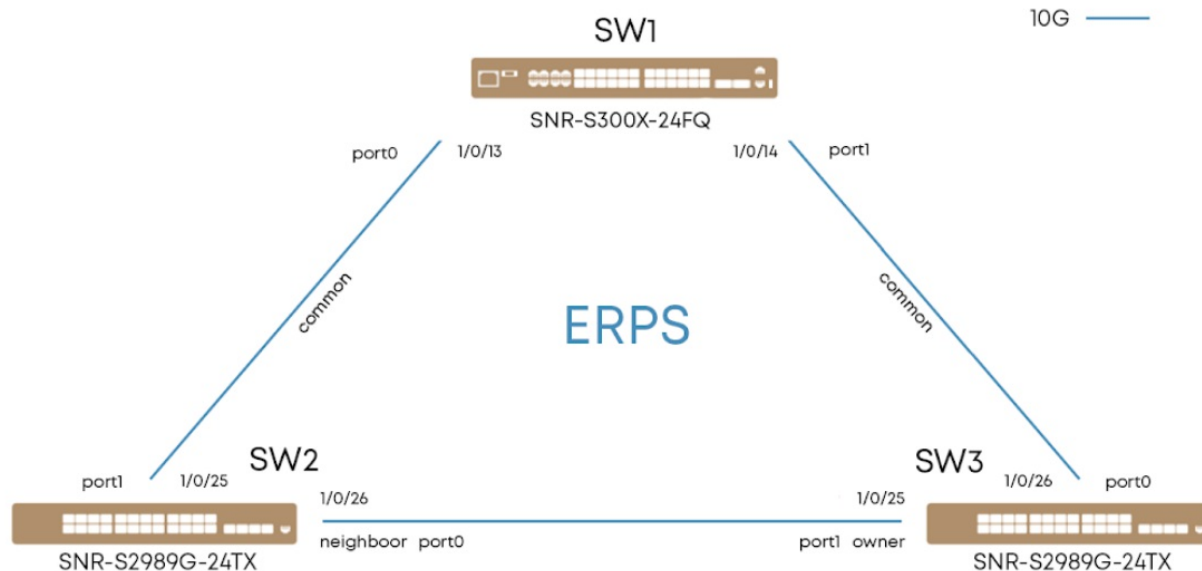 10G
SW1
SNR-S300X-24FQ
port0
1/0/13
1/0/14
port1
common
common
ERPS
SW2
SW3
port1
1/0/25
1/0/26
port0
1/0/26
1/0/25
neighboor port0
port1 owner
SNR-S2989G-24TX
SNR-S2989G-24TX